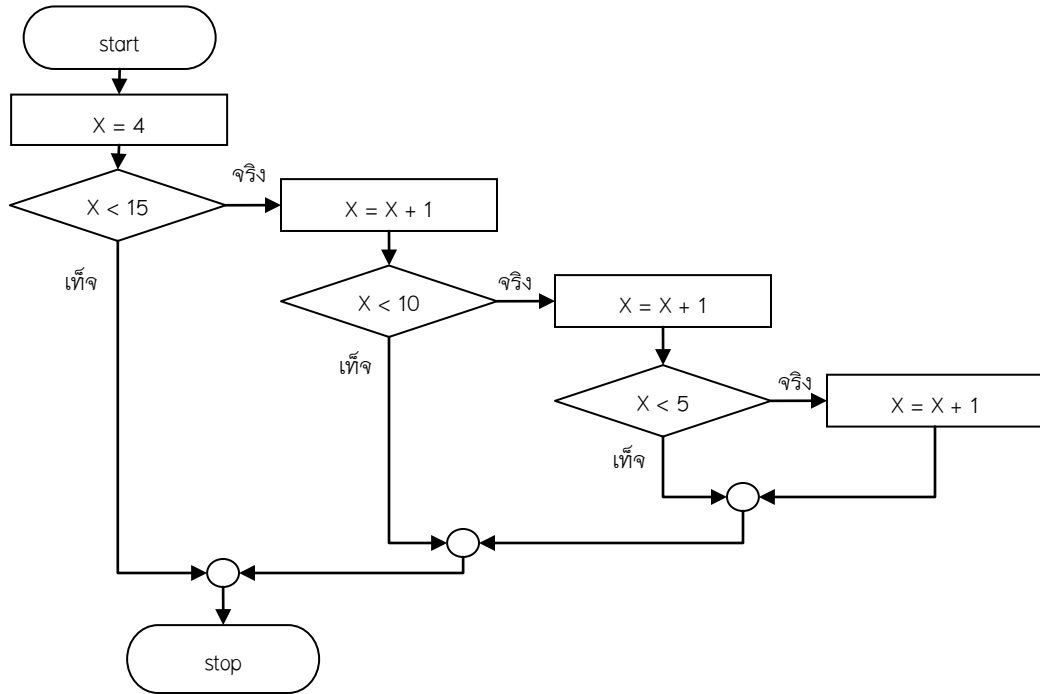 start
X = 4
X < 15
จริง
X = X + 1
เท็จ
X < 10
จริง
X = X + 1
เท็จ
X < 5
จริง
X = X + 1
เท็จ
stop